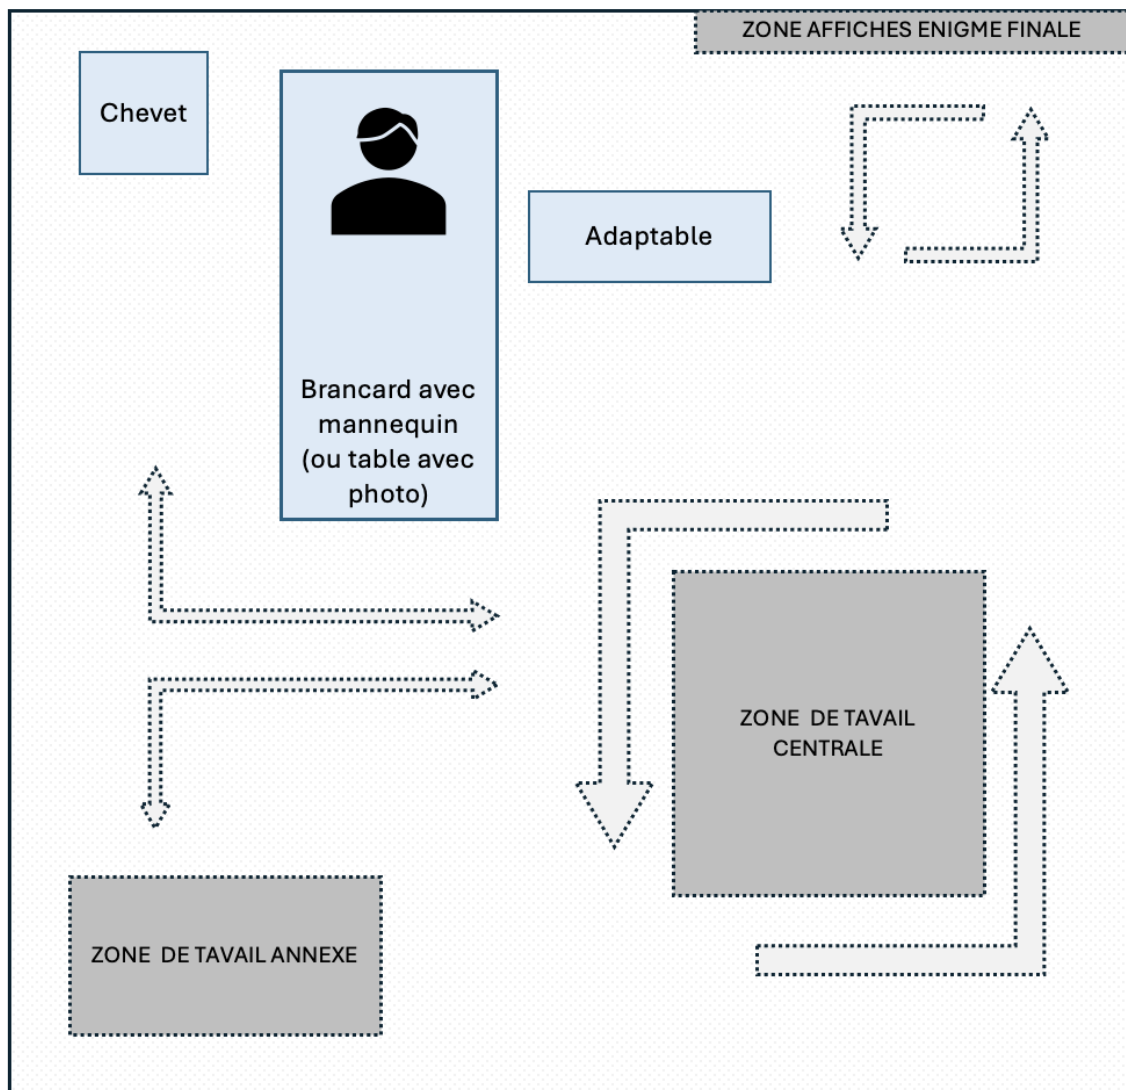 ZONE AFFICHES ENIGME FINALE
Chevet
Adaptable
Brancard avec
mannequin
(ou table avec
photo)
ZONE DE TAVAIL
CENTRALE
ZONE DE TAVAIL ANNEXE